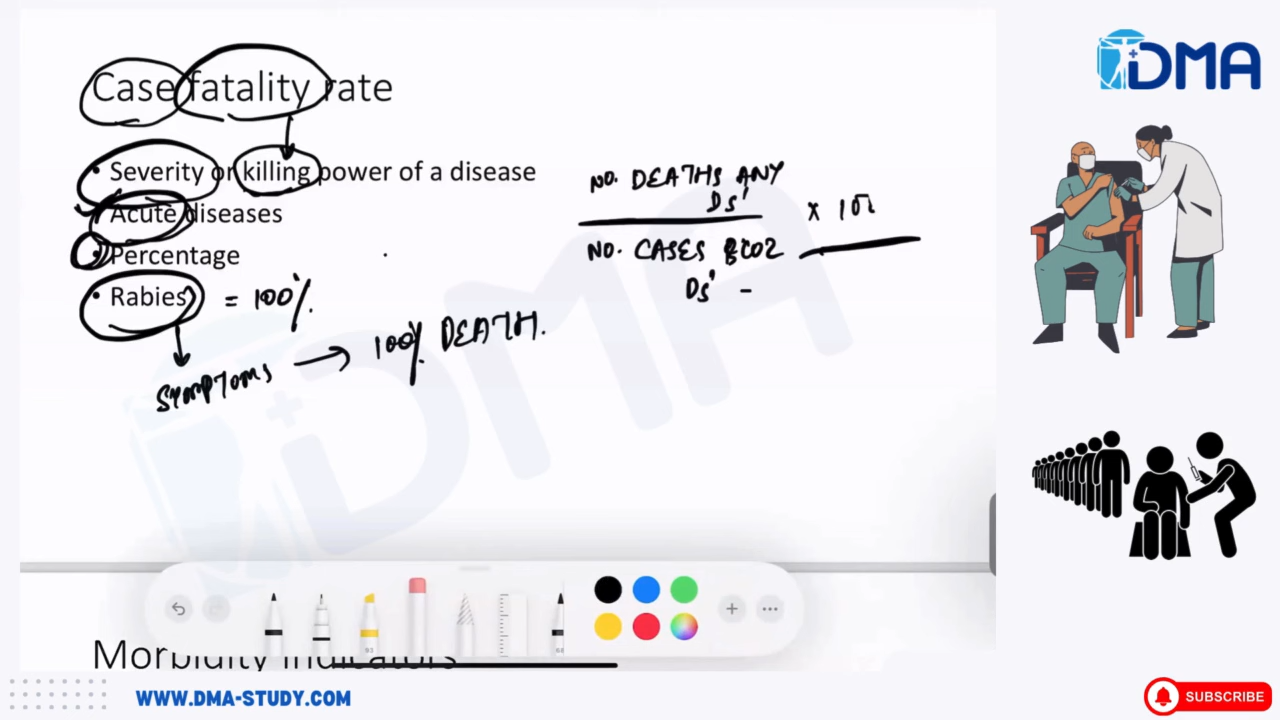 Case fatality rate
• Severity or killing power of a disease
• Acute diseases
• Percentage
• Rabies = 100%.
SYMPTOMS → 100% DEATH.
NO. DEATHS ANY
Ds'
x 100
NO. CASES
Ds'
Morbidity Indicators
DMA
DMA
WWW.DMA-STUDY.COM
SUBSCRIBE